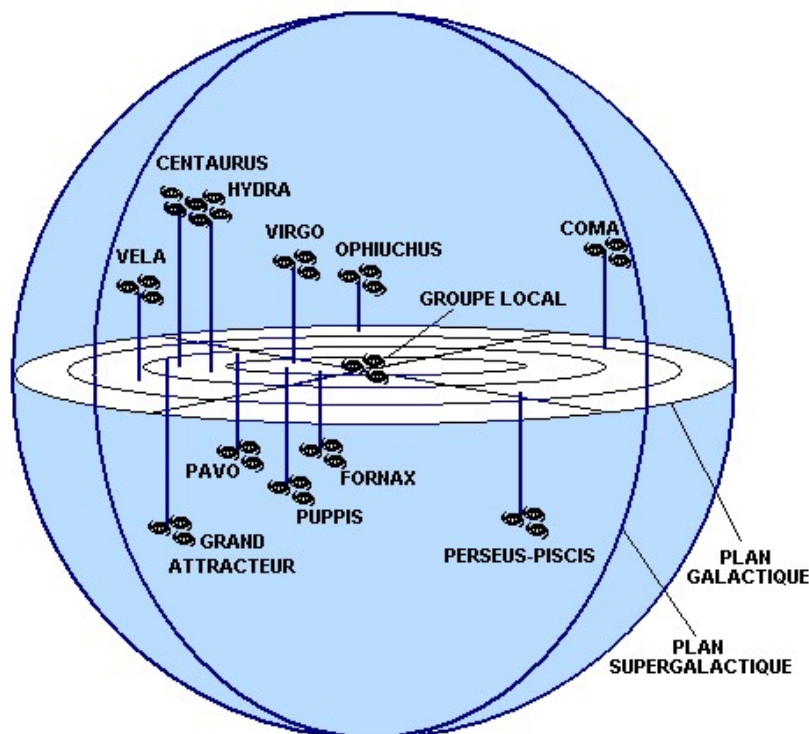 CENTAURUS
HYDRA
VIRGO
OPHIUCHUS
COMA
VELA
GROUPE LOCAL
PAVO
FORNAX
PUPPIS
GRAND
ATTRACTEUR
PERSEUS-PISCIS
PLAN
GALACTIQUE
PLAN
SUPERGALACTIQUE